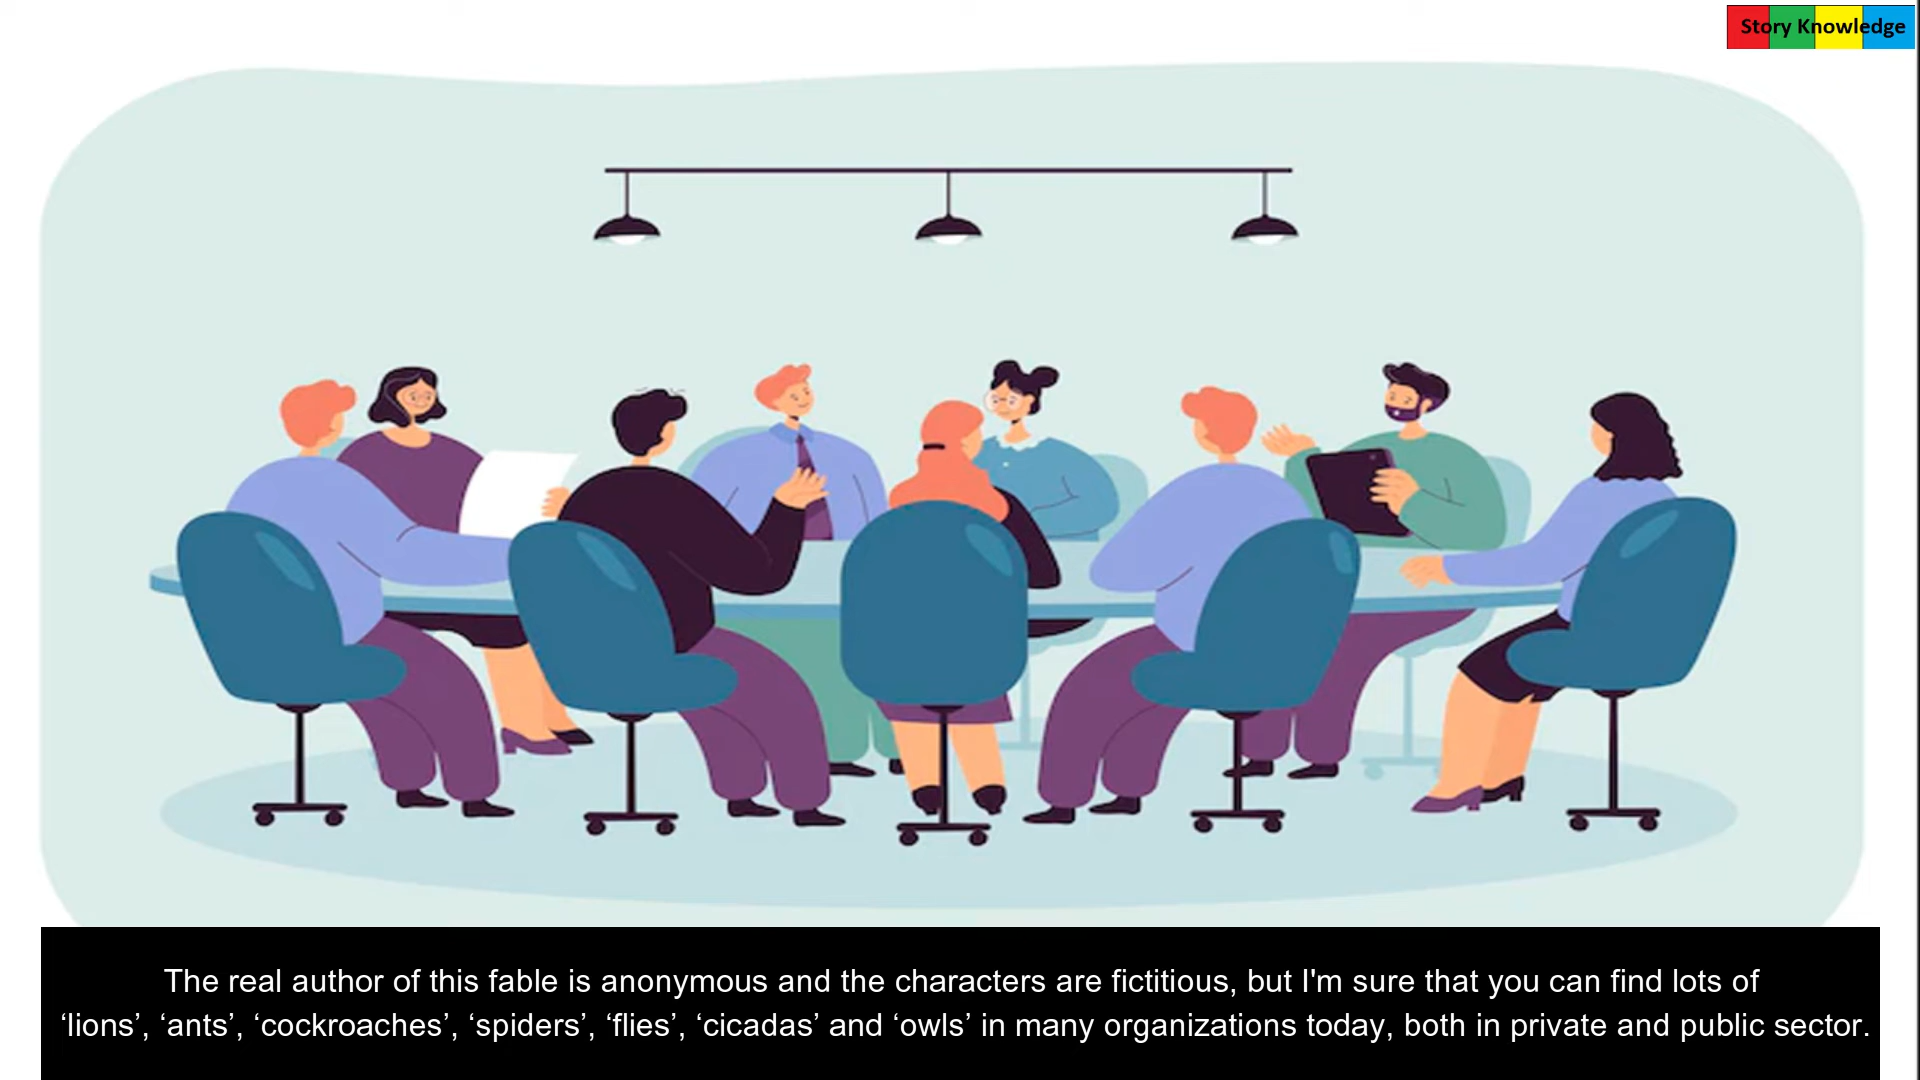 Story Knowledge
The real author of this fable is anonymous and the characters are fictitious, but I'm sure that you can find lots of
‘lions’, ‘ants’, ‘cockroaches’, ‘spiders’, ‘flies’, ‘cicadas’ and ‘owls’ in many organizations today, both in private and public sector.